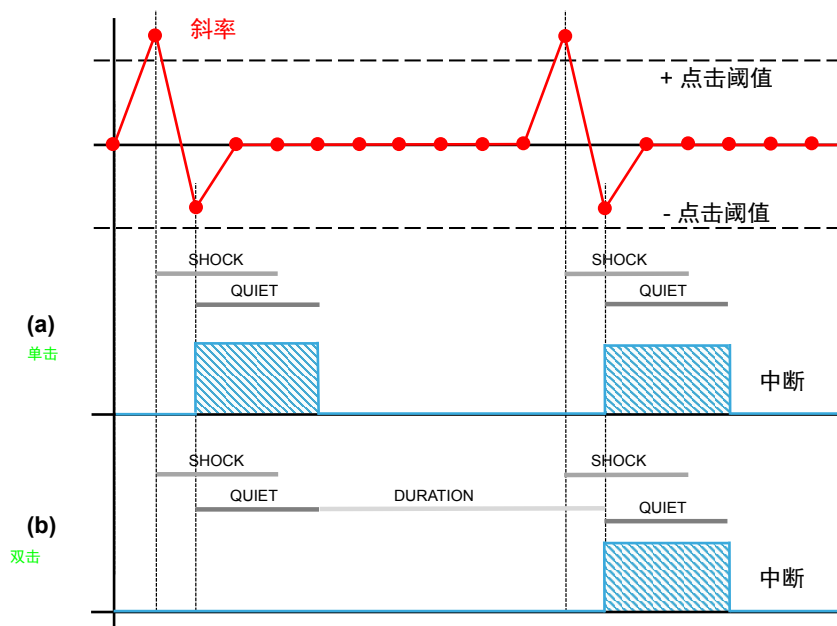 斜率
+ 点击阈值
- 点击阈值
SHOCK SHOCK
QUIET QUIET
(a)
单击
中断
SHOCK SHOCK
QUIET DURATION QUIET
(b)
双击
中断